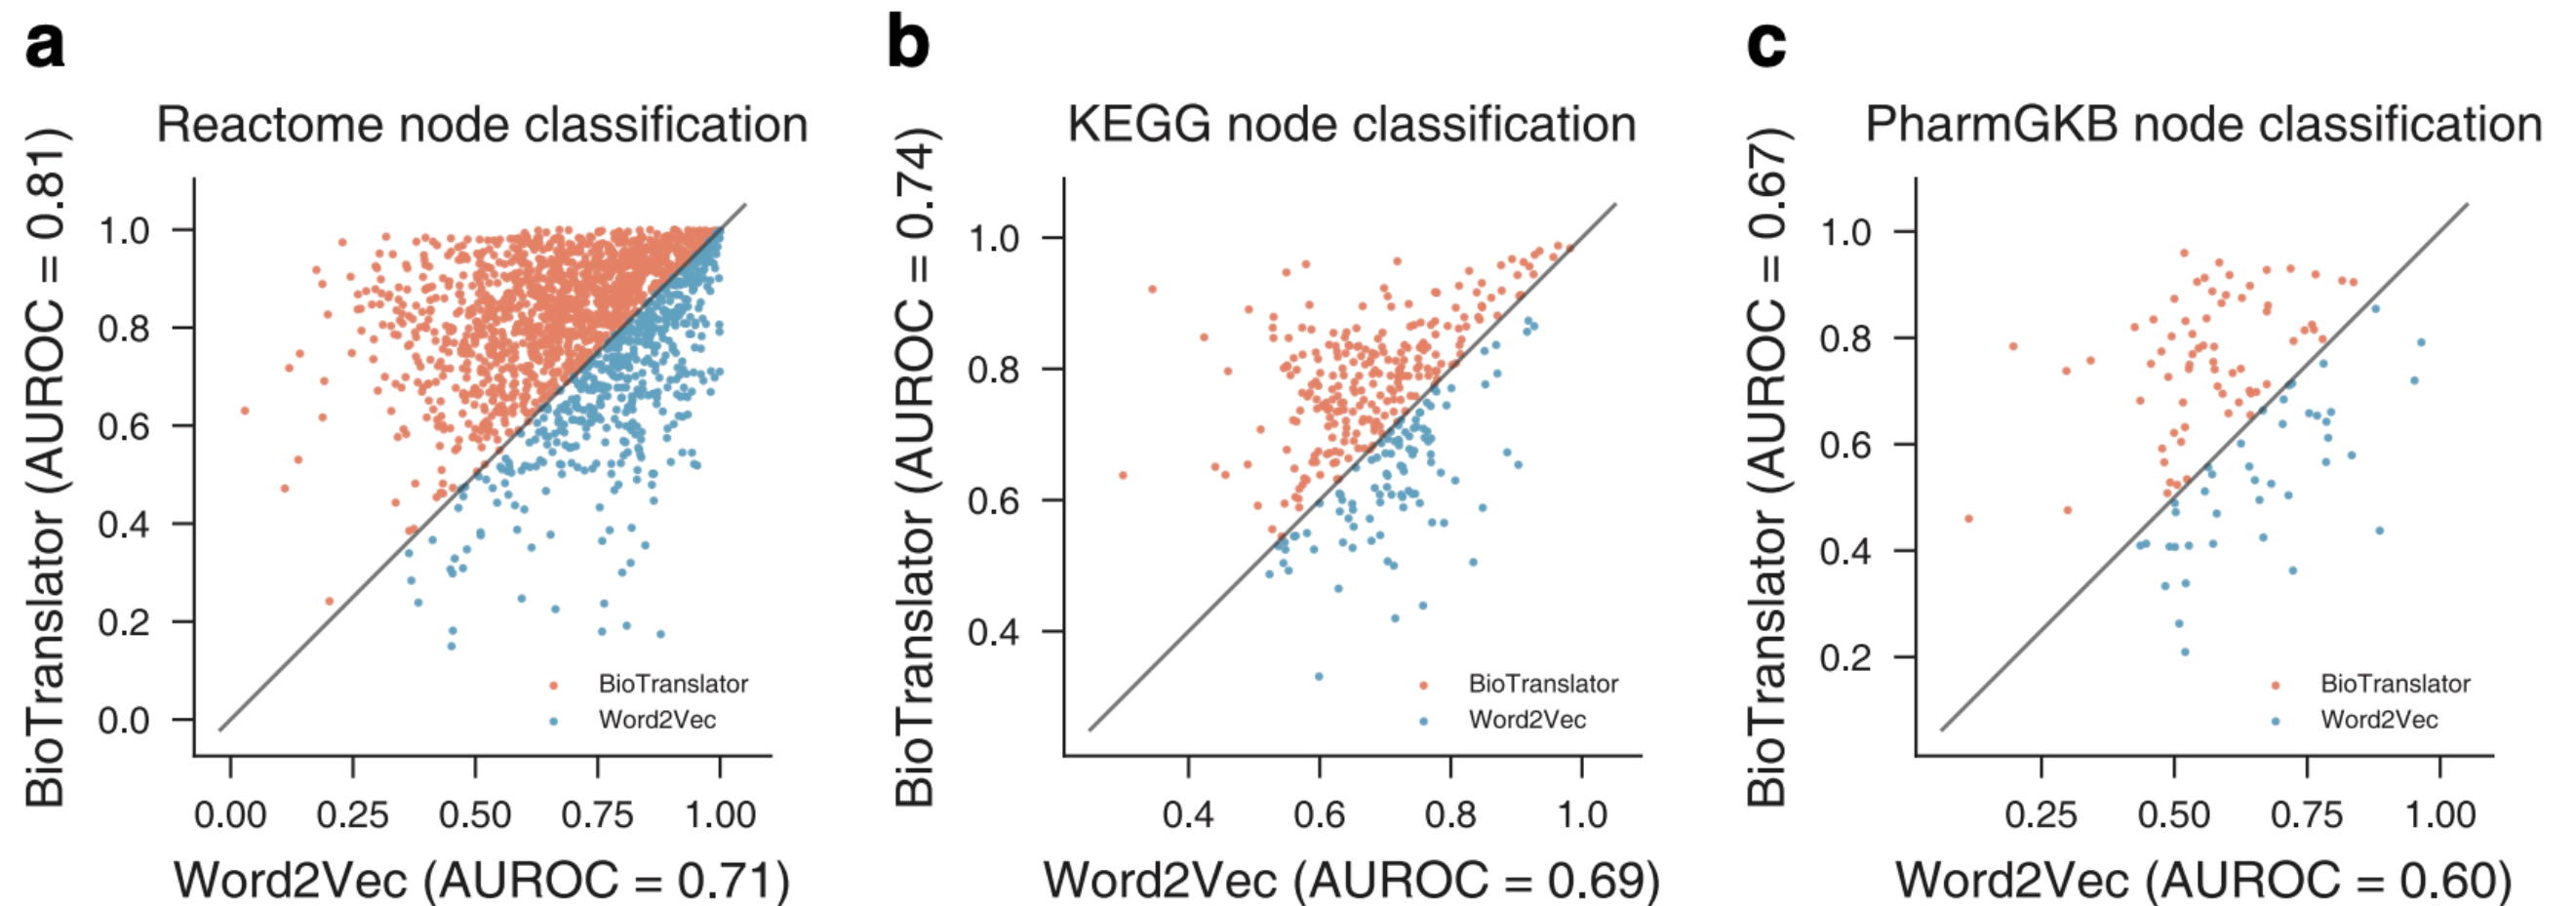 a
Reactome node classification
BioTranslator (AUROC = 0.81)
1.0
0.8
0.6
0.4
0.2
0.0
BioTranslator
Word2Vec
0.00 0.25 0.50 0.75 1.00
Word2Vec (AUROC = 0.71)
b
KEGG node classification
BioTranslator (AUROC = 0.74)
1.0
0.8
0.6
0.4
BioTranslator
Word2Vec
0.4 0.6 0.8 1.0
Word2Vec (AUROC = 0.69)
c
PharmGKB node classification
BioTranslator (AUROC = 0.67)
1.0
0.8
0.6
0.4
0.2
BioTranslator
Word2Vec
0.25 0.50 0.75 1.00
Word2Vec (AUROC = 0.60)